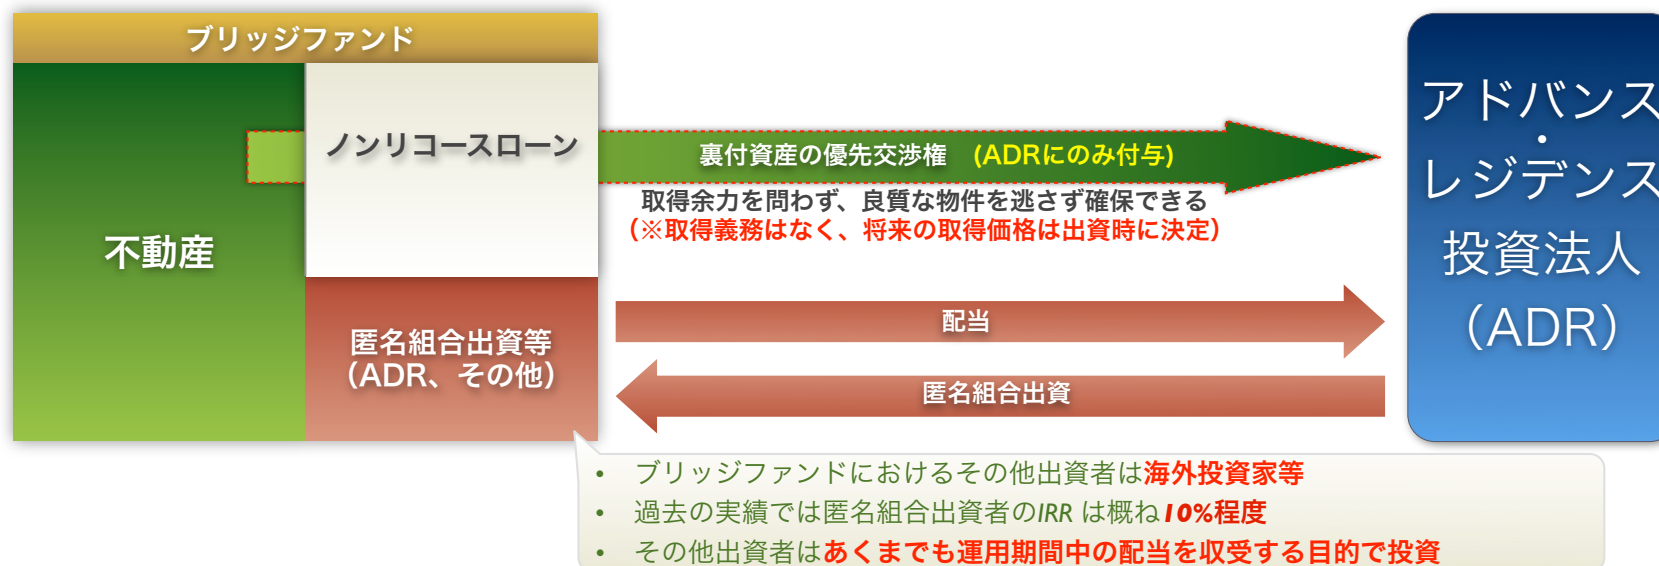 ブリッジファンド
不動産
ノンリコースローン
匿名組合出資等
（ADR、その他）
裏付資産の優先交渉権 (ADRにのみ付与)
取得余力を問わず、良質な物件を逃さず確保できる
（※取得義務はなく、将来の取得価格は出資時に決定）
配当
匿名組合出資
アドバンス
・
レジデンス
投資法人
（ADR）
• ブリッジファンドにおけるその他出資者は海外投資家等
• 過去の実績では匿名組合出資者のIRR は概ね10%程度
• その他出資者はあくまでも運用期間中の配当を収受する目的で投資